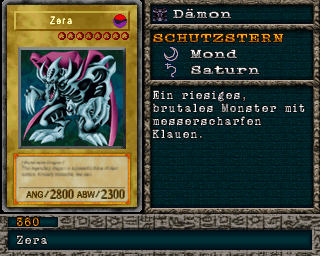 Zera
ANG/2800 ABW/2300
Dämon
SCHUTZSTERN
Mond
Saturn
Ein riesiges,
brutales Monster mit
messerscharfen
Klauen.
360
Zera